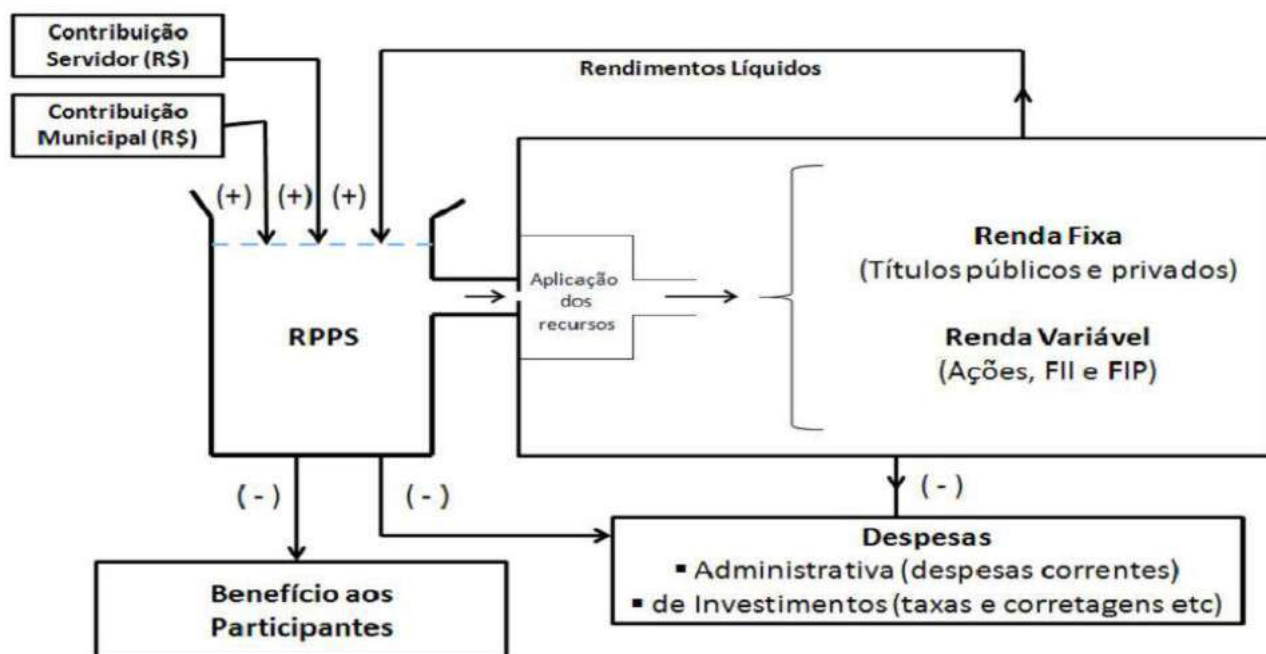 Contribuição
Servidor (R$)
Contribuição
Municipal (R$)
Rendimentos Líquidos
(+) (+) (+)
Aplicação
dos
recursos
RPPS
Renda Fixa
(Títulos públicos e privados)
Renda Variável
(Ações, FII e FIP)
( - )
( - )
( - )
Benefício aos
Participantes
Despesas
▪ Administrativa (despesas correntes)
▪ de Investimentos (taxas e corretagens etc)